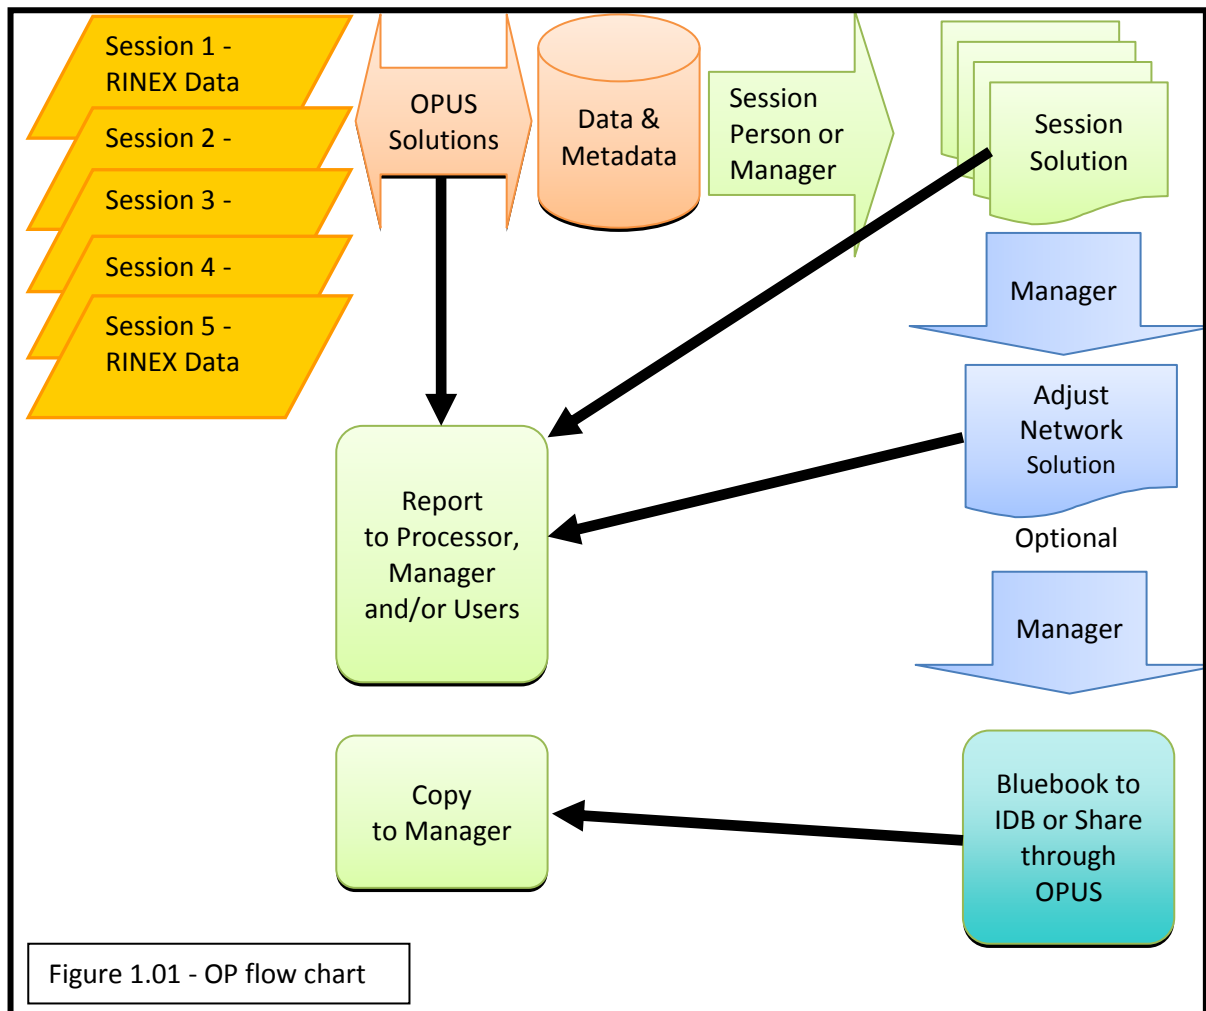 Session 1 -
RINEX Data
Session 2 -
Session 3 -
Session 4 -
Session 5 -
RINEX Data
OPUS
Solutions
Data &
Metadata
Session
Person or
Manager
Session
Solution
Manager
Adjust
Network
Solution
Optional
Manager
Report
to Processor,
Manager
and/or Users
Copy
to Manager
Bluebook to
IDB or Share
through
OPUS
Figure 1.01 - OP flow chart